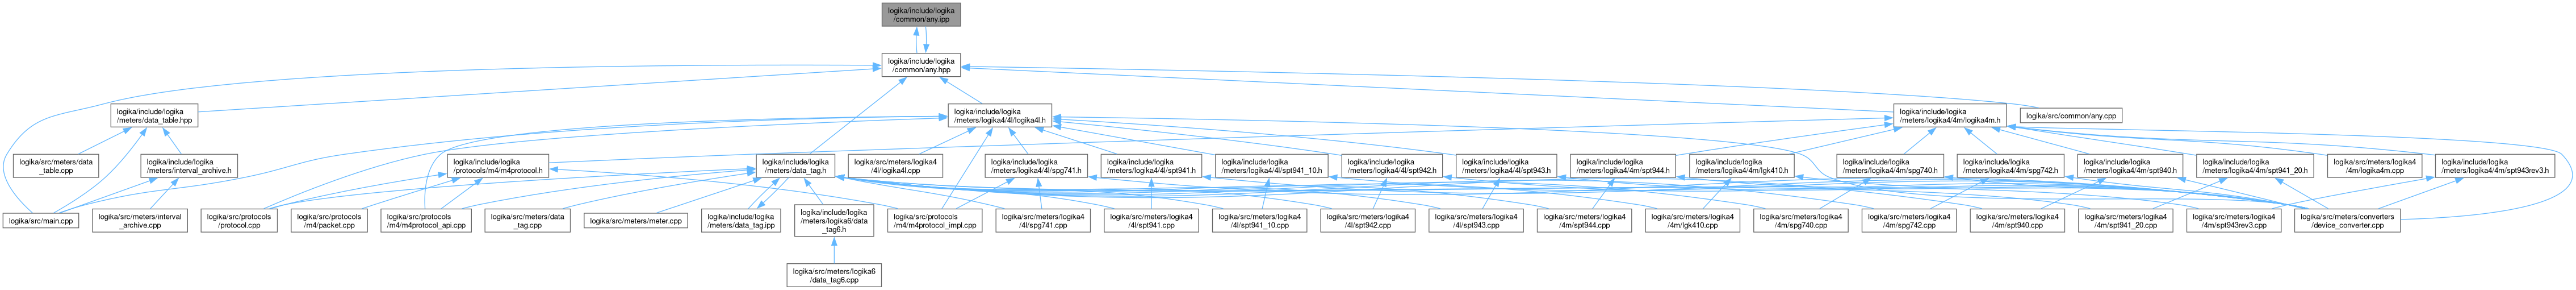 logika/include/logika
/common/any.ipp
logika/include/logika
/common/any.hpp
logika/include/logika
/meters/data_table.hpp
logika/include/logika
/meters/logika4/4l/logika4l.h
logika/include/logika
/meters/logika4/4m/logika4m.h
logika/src/common/any.cpp
logika/src/meters/data
_table.cpp
logika/include/logika
/meters/interval_archive.h
logika/include/logika
/protocols/m4/m4protocol.h
logika/include/logika
/meters/data_tag.h
logika/src/meters/logika4
/4l/logika4l.cpp
logika/include/logika
/meters/logika4/4l/spg741.h
logika/include/logika
/meters/logika4/4l/spt941.h
logika/include/logika
/meters/logika4/4l/spt941_10.h
logika/include/logika
/meters/logika4/4l/spt942.h
logika/include/logika
/meters/logika4/4l/spt943.h
logika/include/logika
/meters/logika4/4m/spt944.h
logika/include/logika
/meters/logika4/4m/lgk410.h
logika/include/logika
/meters/logika4/4m/spg740.h
logika/include/logika
/meters/logika4/4m/spg742.h
logika/include/logika
/meters/logika4/4m/spt940.h
logika/include/logika
/meters/logika4/4m/spt941_20.h
logika/src/meters/logika4
/4m/logika4m.cpp
logika/include/logika
/meters/logika4/4m/spt943rev3.h
logika/src/main.cpp
logika/src/meters/interval
_archive.cpp
logika/src/protocols
/protocol.cpp
logika/src/protocols
/m4/packet.cpp
logika/src/protocols
/m4/m4protocol_api.cpp
logika/src/meters/data
_tag.cpp
logika/src/meters/meter.cpp
logika/include/logika
/meters/data_tag.ipp
logika/include/logika
/meters/logika6/data
_tag6.h
logika/src/protocols
/m4/m4protocol_impl.cpp
logika/src/meters/logika4
/4l/spg741.cpp
logika/src/meters/logika4
/4l/spt941.cpp
logika/src/meters/logika4
/4l/spt941_10.cpp
logika/src/meters/logika4
/4l/spt942.cpp
logika/src/meters/logika4
/4l/spt943.cpp
logika/src/meters/logika4
/4m/spt944.cpp
logika/src/meters/logika4
/4m/lgk410.cpp
logika/src/meters/logika4
/4m/spg740.cpp
logika/src/meters/logika4
/4m/spg742.cpp
logika/src/meters/logika4
/4m/spt940.cpp
logika/src/meters/logika4
/4m/spt941_20.cpp
logika/src/meters/logika4
/4m/spt943rev3.cpp
logika/src/meters/converters
/device_converter.cpp
logika/src/meters/logika6
/data_tag6.cpp